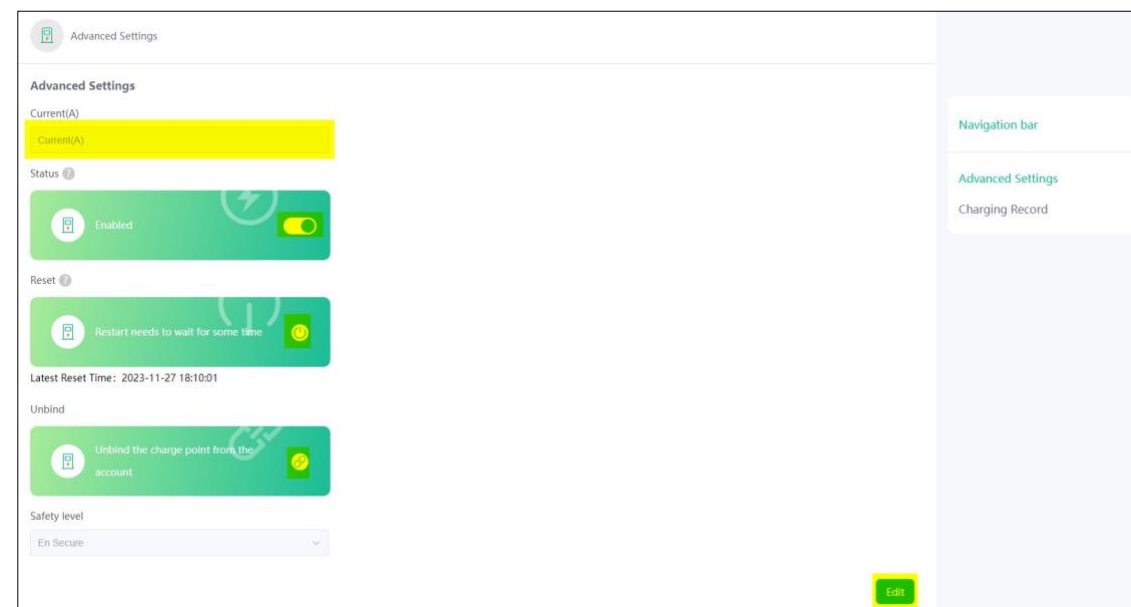 Advanced Settings
Advanced Settings
Current(A)
Current(A)
Status ?
Enabled
Reset ?
Restart needs to wait for some time
Latest Reset Time: 2023-11-27 18:10:01
Unbind
Unbind the charge point from the
account
Safety level
En Secure
Edit
Navigation bar
Advanced Settings
Charging Record